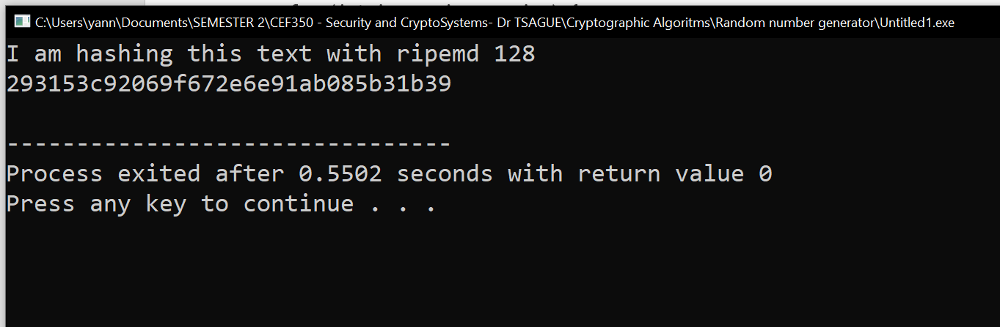 C:\Users\yann\Documents\SEMESTER 2\CEF350 - Security and CryptoSystems- Dr TSAGUE\Cryptographic Algoritms\Random number generator\Untitled1.exe
I am hashing this text with ripemd 128
293153c92069f672e6e91ab085b31b39
--------------------------------
Process exited after 0.5502 seconds with return value 0
Press any key to continue . . .